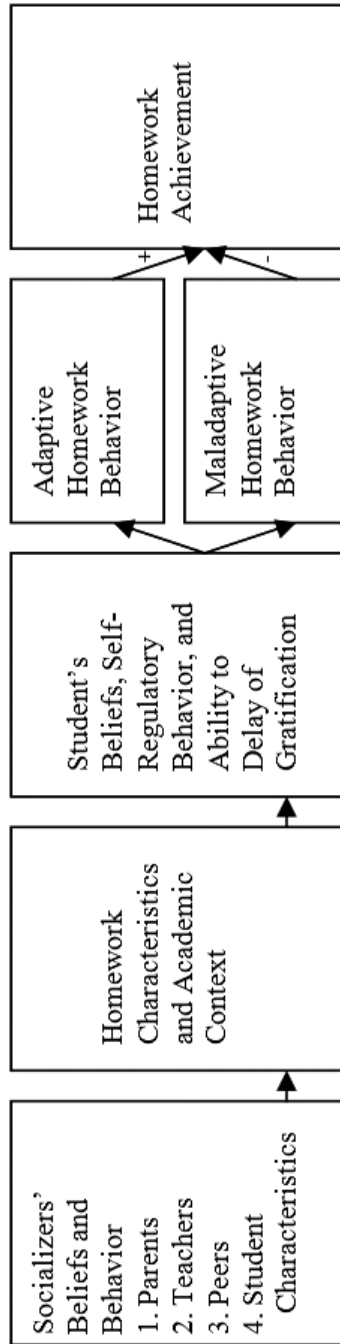 Socializers’
Beliefs and
Behavior
1. Parents
2. Teachers
3. Peers
4. Student
Characteristics
Homework
Characteristics
and Academic
Context
Student’s
Beliefs, Self-
Regulatory
Behavior, and
Ability to
Delay of
Gratification
Adaptive
Homework
Behavior
Maladaptive
Homework
Behavior
+
-
Homework
Achievement